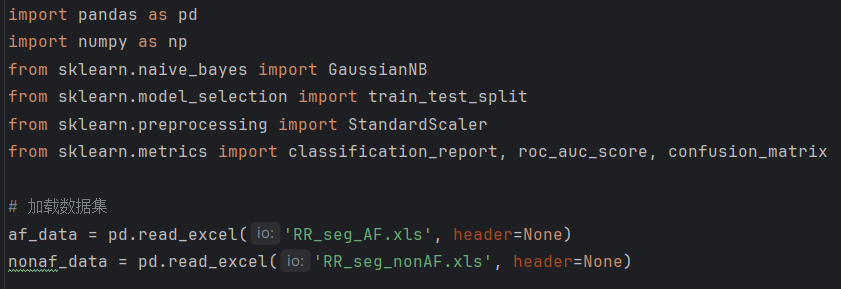 import pandas as pd
import numpy as np
from sklearn.naive_bayes import GaussianNB
from sklearn.model_selection import train_test_split
from sklearn.preprocessing import StandardScaler
from sklearn.metrics import classification_report, roc_auc_score, confusion_matrix
# 加载数据集
af_data = pd.read_excel( io: 'RR_seg_AF.xls', header=None)
nonaf_data = pd.read_excel( io: 'RR_seg_nonAF.xls', header=None)